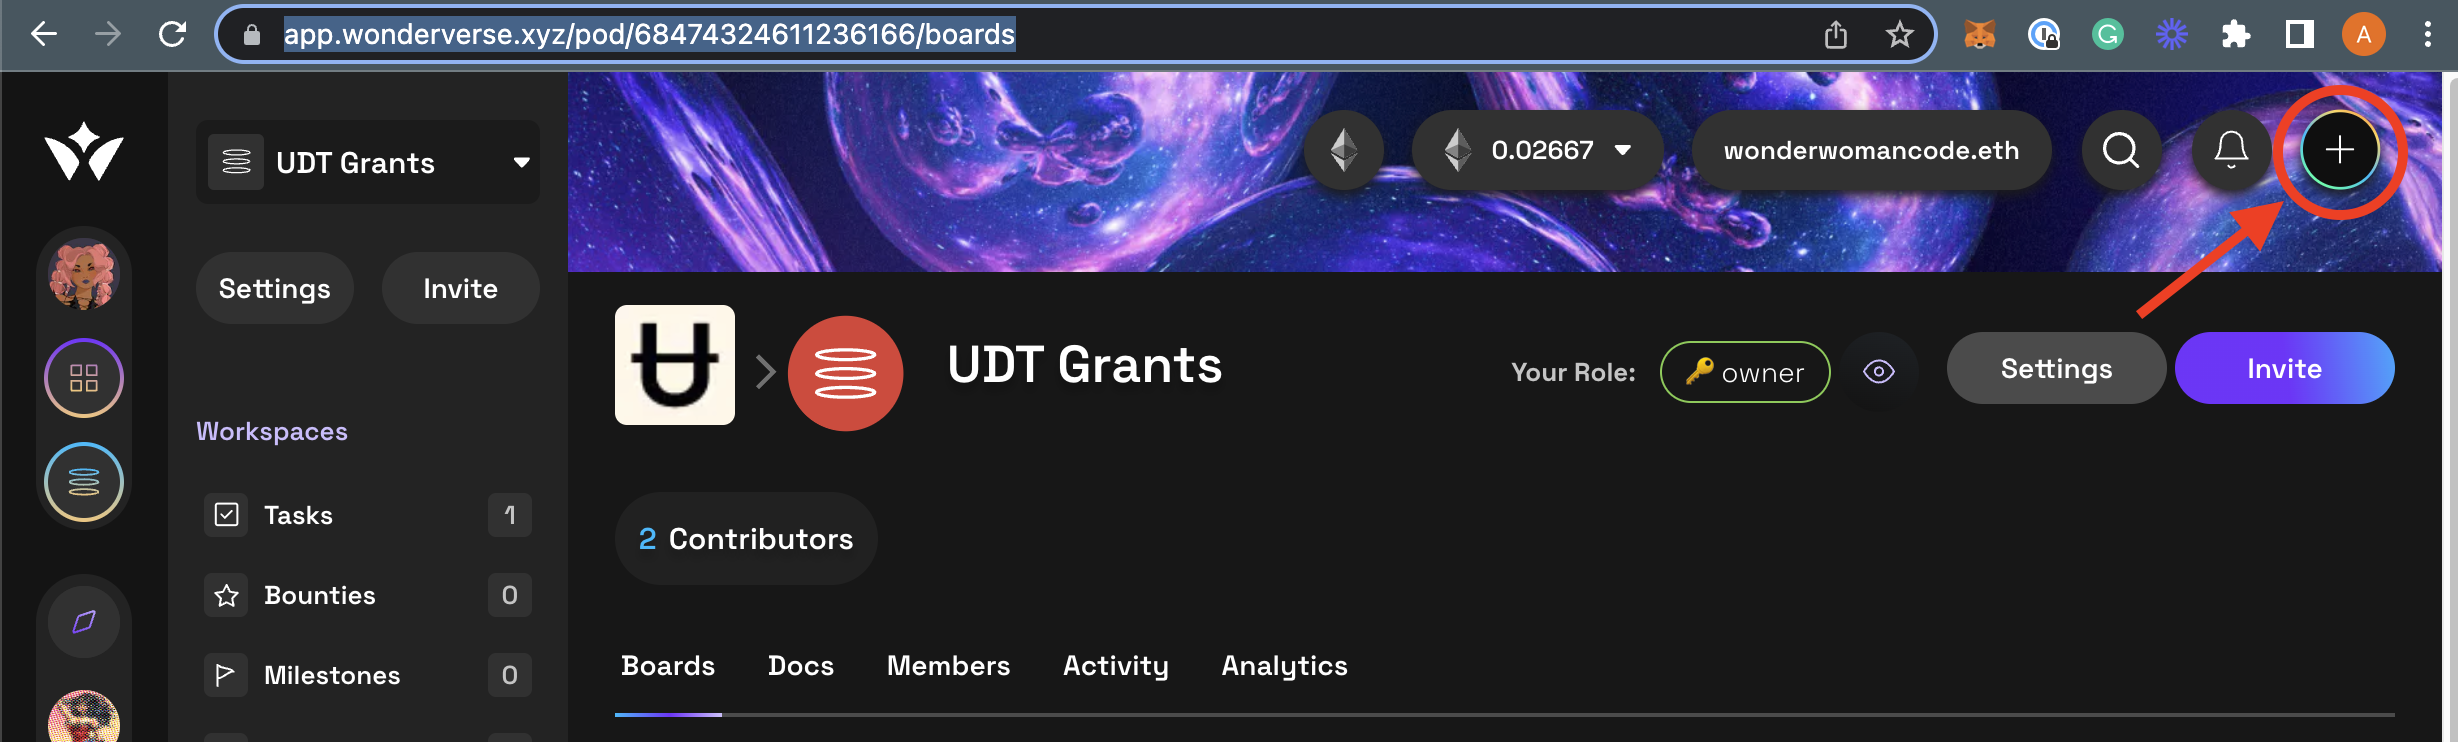 app.wonderverse.xyz/pod/68474324611236166/boards
A
UDT Grants
0.02667
wonderwomancode.eth
Settings
Invite
UDT Grants
Your Role:
🔑 owner
Settings
Invite
Workspaces
Tasks 1
2 Contributors
Bounties 0
Milestones 0
Boards Docs Members Activity Analytics